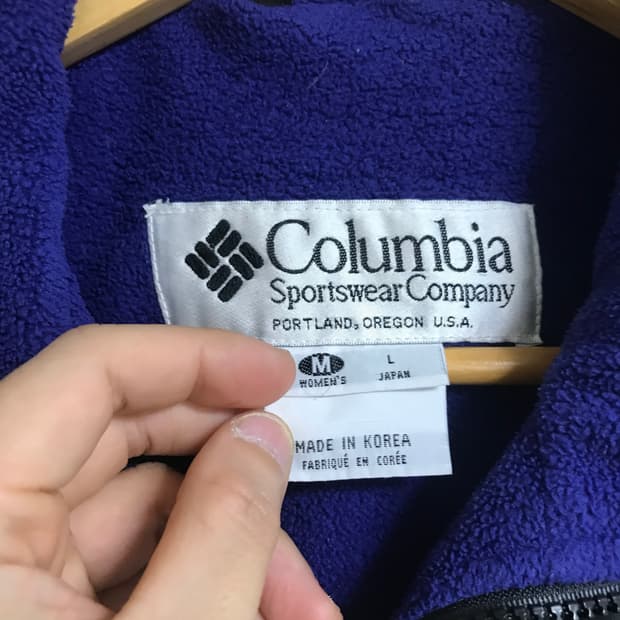 Columbia
Sportswear Company
PORTLAND, OREGON U.S.A.
M L
WOMEN'S JAPAN
MADE IN KOREA
FABRIQUÉ EN CORÉE